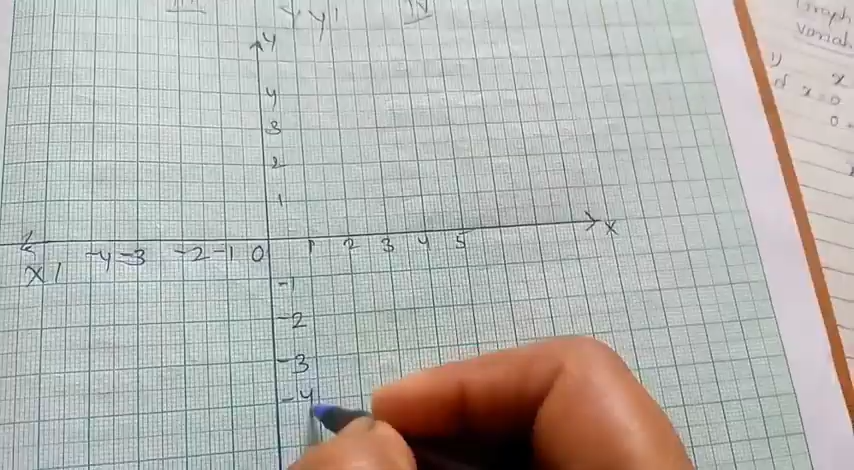 Y Y'
IV
Y
4
3
2
1
X
-4 -3 -2 -1 0 1 2 3 4 5
X'
-1
-2
-3
-4
Graph
Variab
1) x
x=0
0